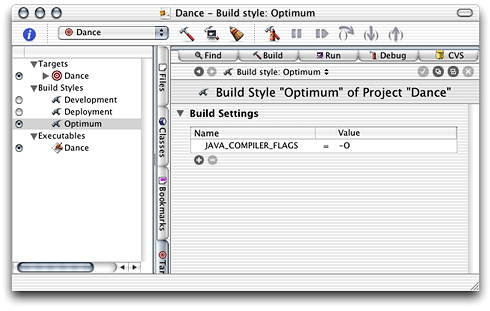 Dance – Build style: Optimum
Dance
Find
Build
Run
Debug
CVS
Targets
Dance
Build Styles
Development
Deployment
Optimum
Executables
Dance
Files
Classes
Bookmarks
Build style: Optimum
Build Style "Optimum" of Project "Dance"
Build Settings
Name Value
JAVA_COMPILER_FLAGS = -O